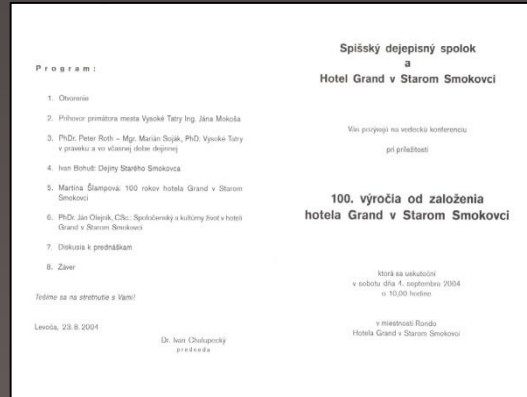 Program:
1. Otvorenie
2. Príhovor primátora mesta Vysoké Tatry Ing. Jána Mokoša
3. PhDr. Peter Roth – Mgr. Marián Soják, PhD. Vysoké Tatry
v praveku a vo včasnej dobe dejinnej
4. Ivan Bohuš: Dejiny Starého Smokovca
5. Martina Šlampová: 100 rokov hotela Grand v Starom
Smokovci
6. PhDr. Ján Olejník, CSc.: Spoločenský a kultúrny život v hoteli
Grand v Starom Smokovci
7. Diskusia k prednáškam
8. Záver
Tešíme sa na stretnutie s Vami!
Levoča, 23.8.2004
Dr. Ivan Chalupecký
predseda
Spišský dejepisný spolok
a
Hotel Grand v Starom Smokovci
Vás pozývajú na vedeckú konferenciu
pri príležitosti
100. výročia od založenia
hotela Grand v Starom Smokovci
ktorá sa uskutoční
v sobotu dňa 4. septembra 2004
o 10,00 hodine
v miestnosti Rondo
Hotela Grand v Starom Smokovci